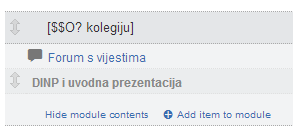 [$$O? kolegiju]
Forum s vijestima
DINP i uvodna prezentacija
Hide module contents Add item to module